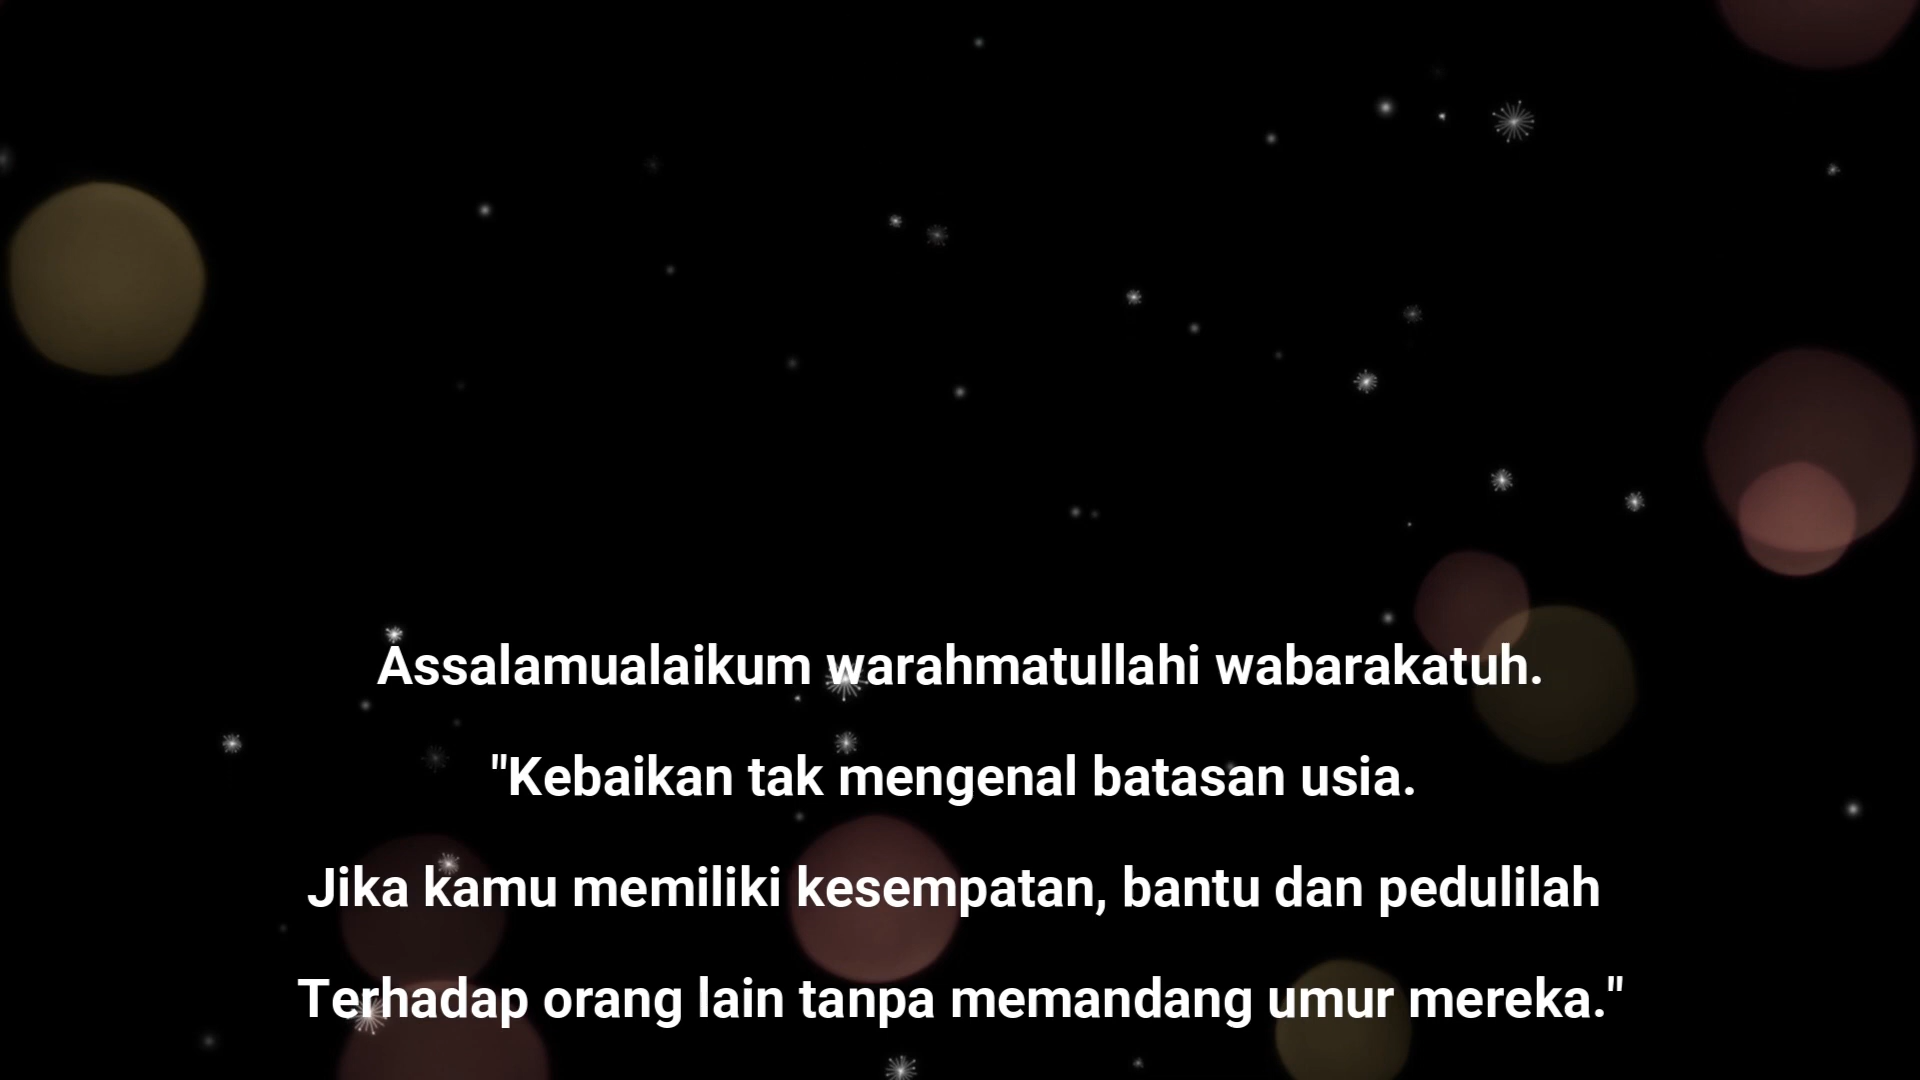 Assalamualaikum warahmatullahi wabarakatuh.
"Kebaikan tak mengenal batasan usia.
Jika kamu memiliki kesempatan, bantu dan pedulilah
Terhadap orang lain tanpa memandang umur mereka."